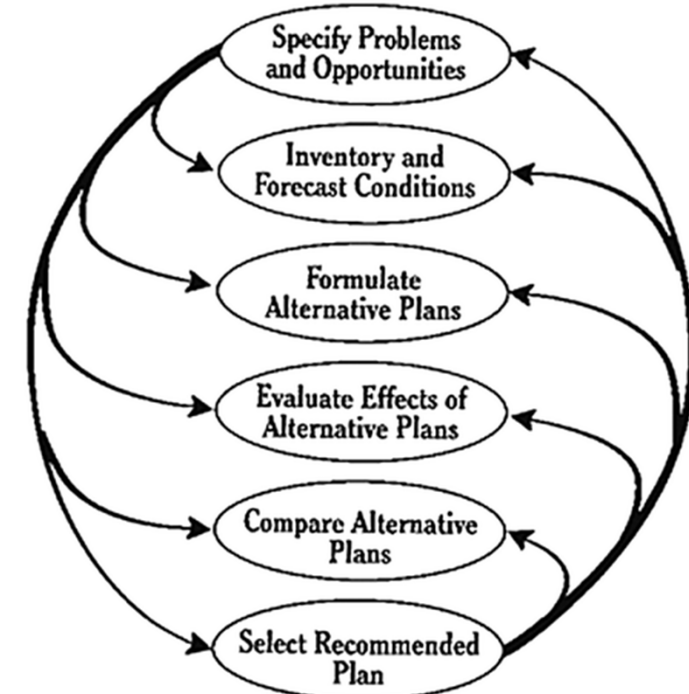 Specify Problems
and Opportunities
Inventory and
Forecast Conditions
Formulate
Alternative Plans
Evaluate Effects of
Alternative Plans
Compare Alternative
Plans
Select Recommended
Plan